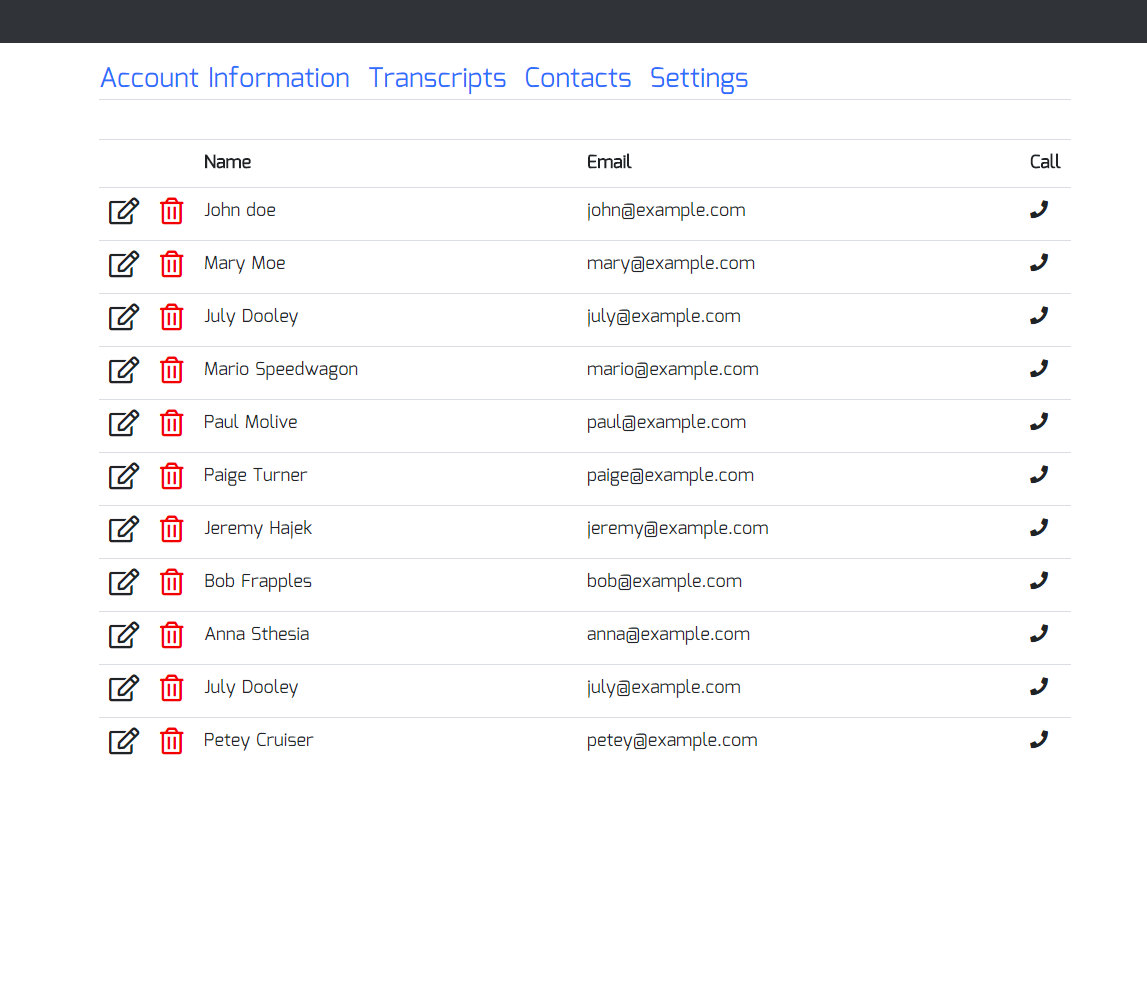 Account Information Transcripts Contacts Settings
Name Email Call
John doe john@example.com
Mary Moe mary@example.com
July Dooley july@example.com
Mario Speedwagon mario@example.com
Paul Molive paul@example.com
Paige Turner paige@example.com
Jeremy Hajek jeremy@example.com
Bob Frapples bob@example.com
Anna Sthesia anna@example.com
July Dooley july@example.com
Petey Cruiser petey@example.com